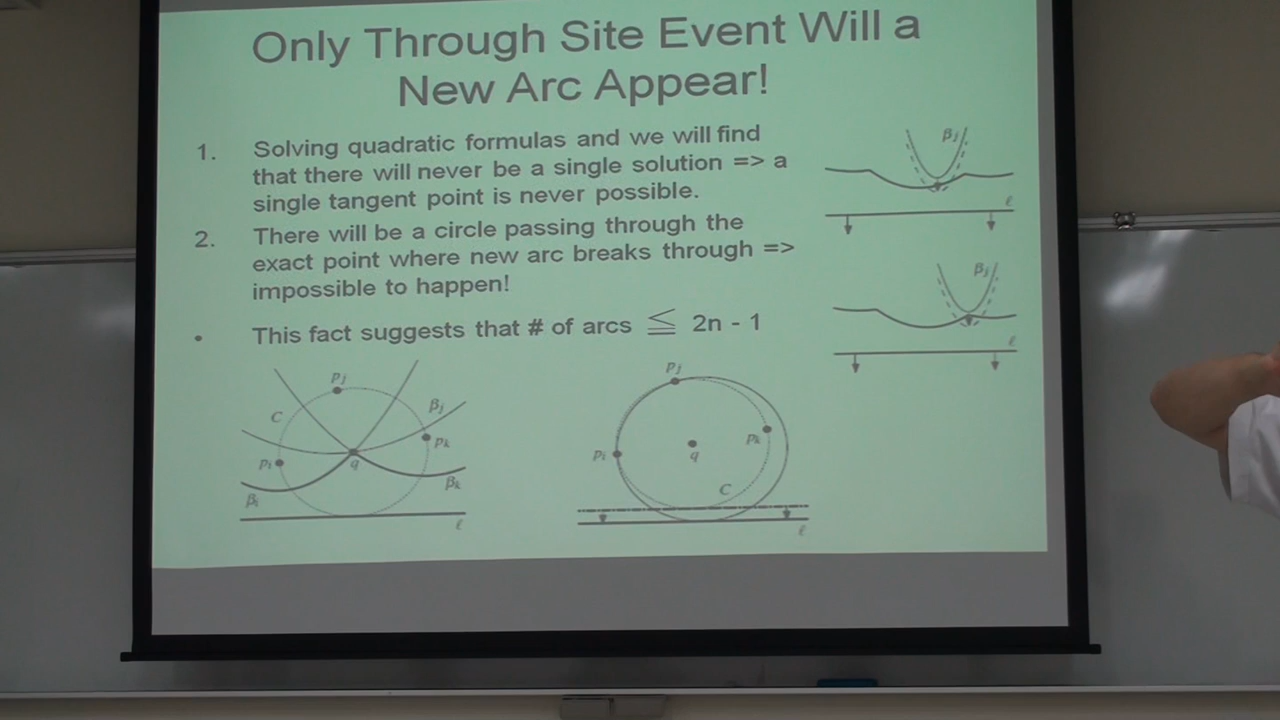 Only Through Site Event Will a
New Arc Appear!
1. Solving quadratic formulas and we will find
that there will never be a single solution => a
single tangent point is never possible.
2. There will be a circle passing through the
exact point where new arc breaks through =>
impossible to happen!
• This fact suggests that # of arcs ≦ 2n - 1
βj
ℓ
βj
ℓ
pj
C
βj
pk
pi
q
βi
βk
ℓ
pj
pi
q
pk
C
ℓ